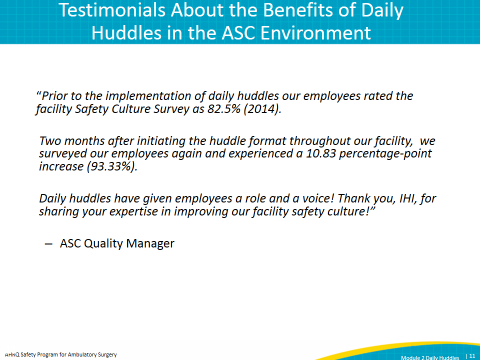 Testimonials About the Benefits of Daily
Huddles in the ASC Environment
“Prior to the implementation of daily huddles our employees rated the
facility Safety Culture Survey as 82.5% (2014).
Two months after initiating the huddle format throughout our facility, we
surveyed our employees again and experienced a 10.83 percentage-point
increase (93.33%).
Daily huddles have given employees a role and a voice! Thank you, IHI, for
sharing your expertise in improving our facility safety culture!”
– ASC Quality Manager
AHRQ Safety Program for Ambulatory Surgery
Module 2 Daily Huddles | 11